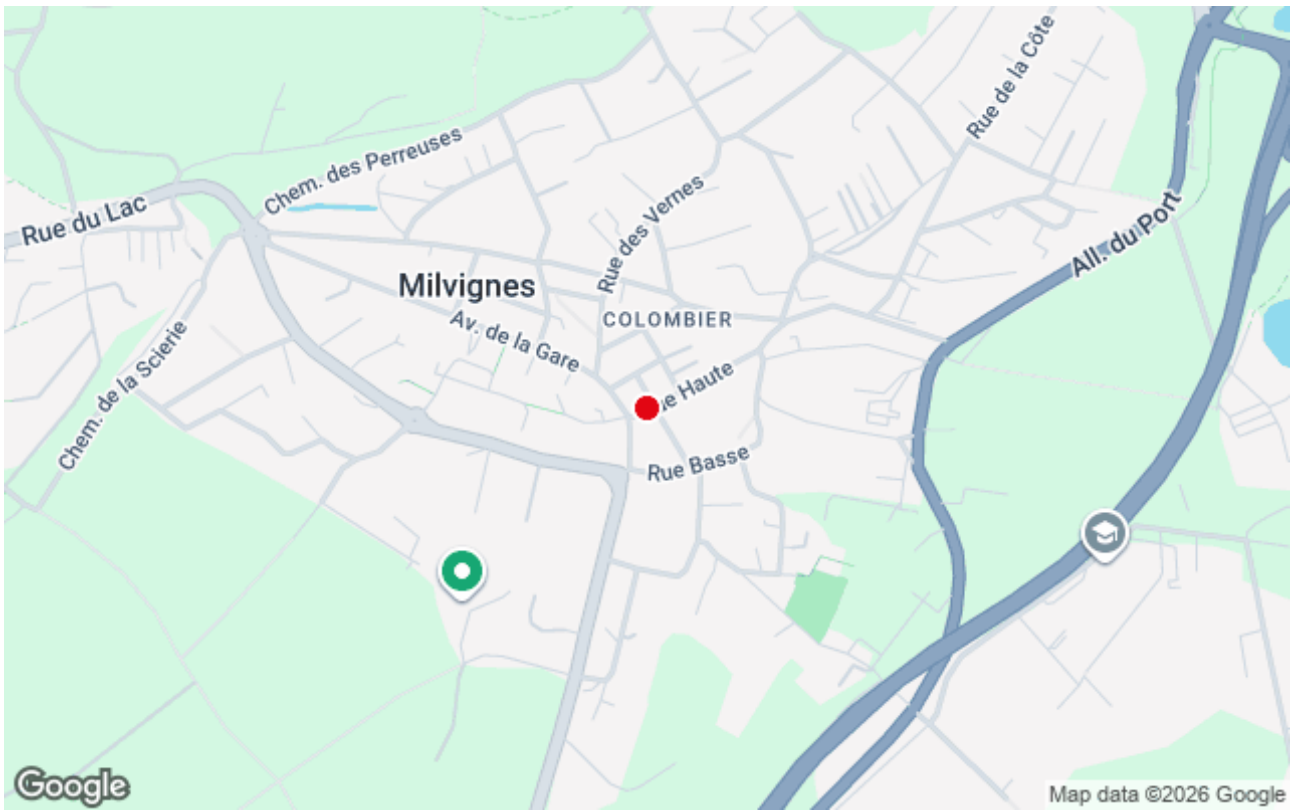 Rue de la Côte
Chem. des Perreuses
Rue du Lac
Rue des Vernes
All. du Port
Milvignes
COLOMBIER
Av. de la Gare
Chem. de la Scierie
Haute
Rue Basse
Google
Map data ©2026 Google